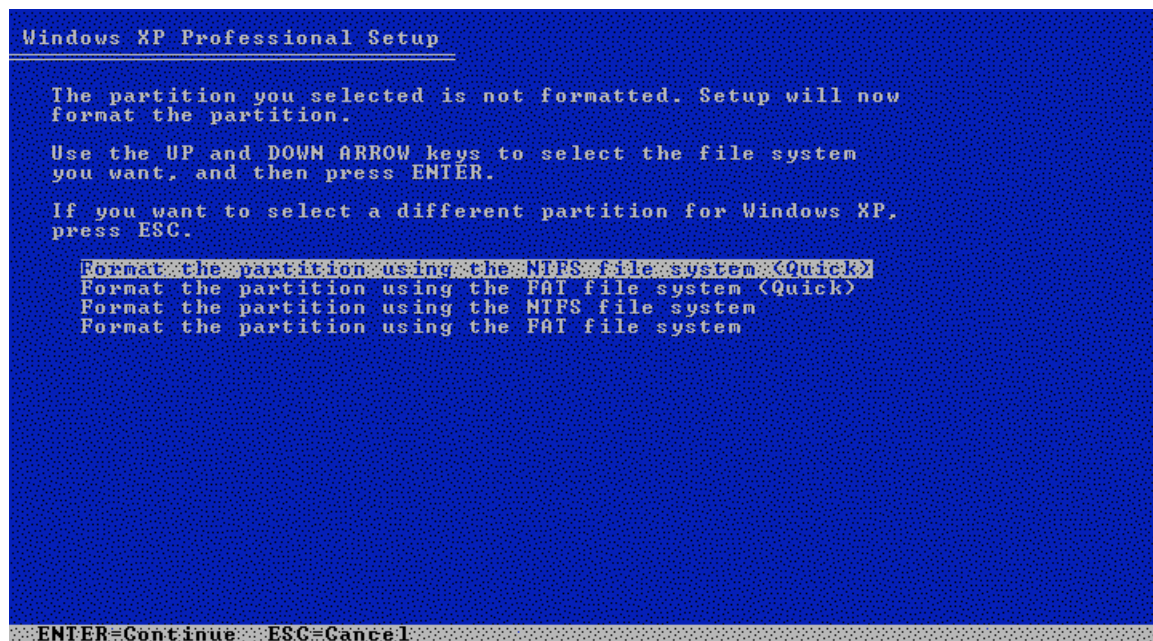 Windows XP Professional Setup
The partition you selected is not formatted. Setup will now
format the partition.
Use the UP and DOWN ARROW keys to select the file system
you want, and then press ENTER.
If you want to select a different partition for Windows XP,
press ESC.
Format the partition using the NTFS file system (Quick)
Format the partition using the FAT file system (Quick)
Format the partition using the NTFS file system
Format the partition using the FAT file system
ENTER=Continue ESC=Cancel